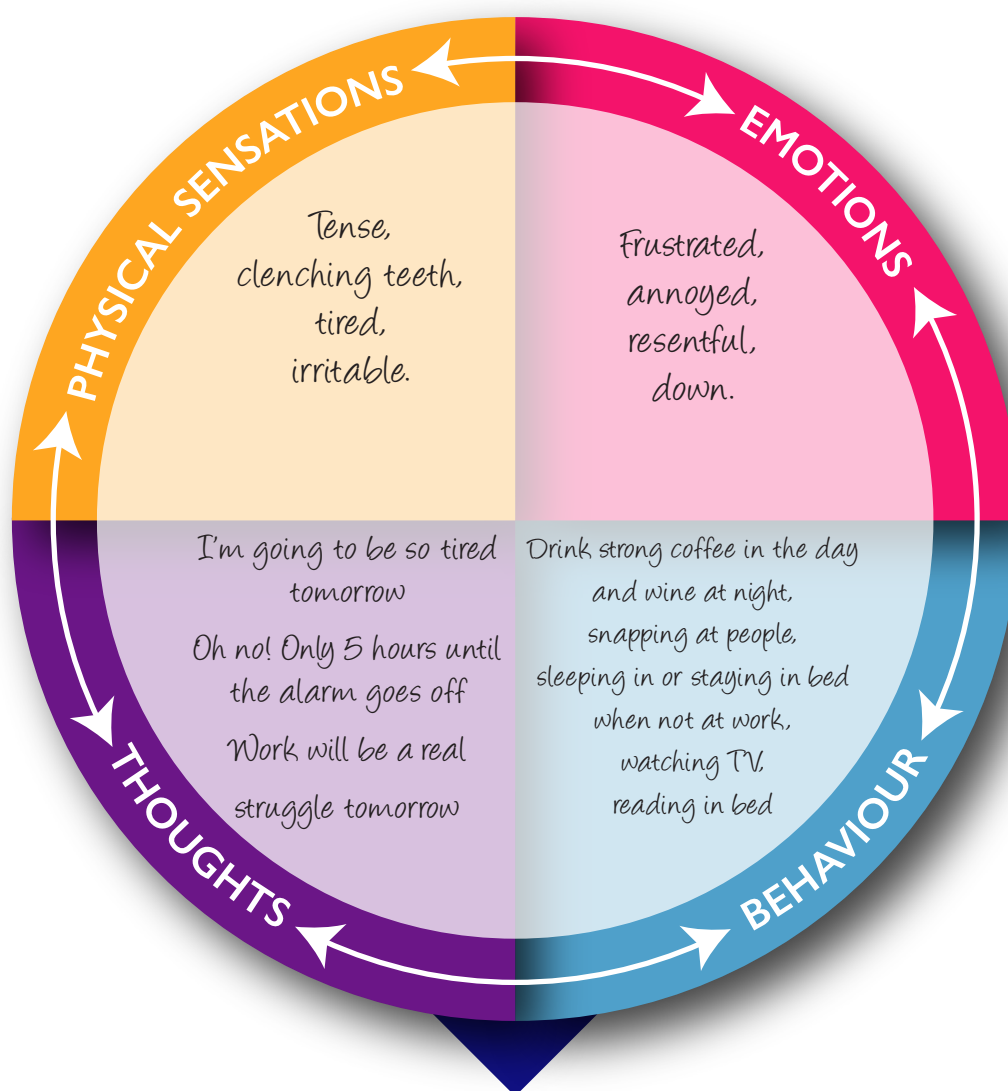 PHYSICAL SENSATIONS
Tense,
clenching teeth,
tired,
irritable.
EMOTIONS
Frustrated,
annoyed,
resentful,
down.
THOUGHTS
I'm going to be so tired
tomorrow
Oh no! Only 5 hours until
the alarm goes off
Work will be a real
struggle tomorrow
BEHAVIOUR
Drink strong coffee in the day
and wine at night,
snapping at people,
sleeping in or staying in bed
when not at work,
watching TV,
reading in bed